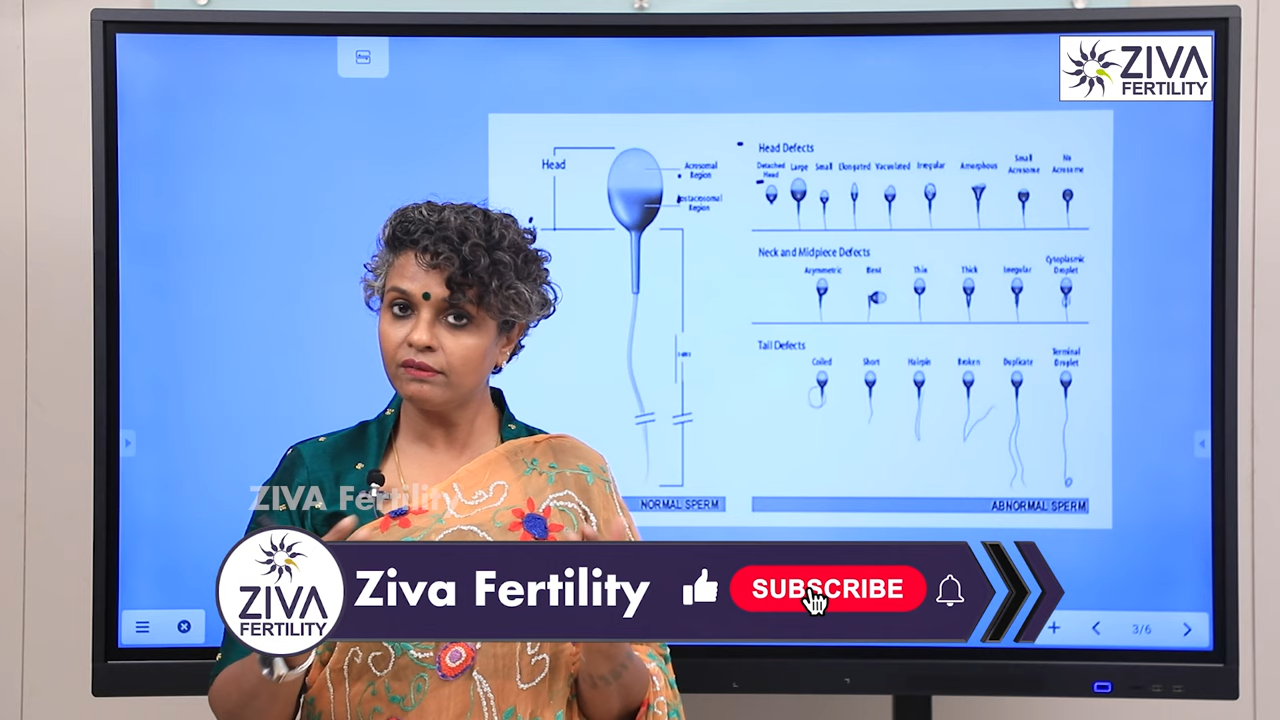 ZIVA
FERTILITY
Head
Acrosomal
Region
Postacrosomal
Region
Head Defects
Detached
Head
Large
Small
Elongated
Vacuolated
Irregular
Amorphous
Small
Acrosome
No
Acrosome
Neck and Midpiece Defects
Asymmetric
Bent
Thin
Thick
Irregular
Cytoplasmic
Droplet
Tail Defects
Coiled
Short
Hairpin
Broken
Duplicate
Terminal
Droplet
NORMAL SPERM
ABNORMAL SPERM
ZIVA Fertility
ZIVA
FERTILITY
Ziva Fertility
SUBSCRIBE
3/6